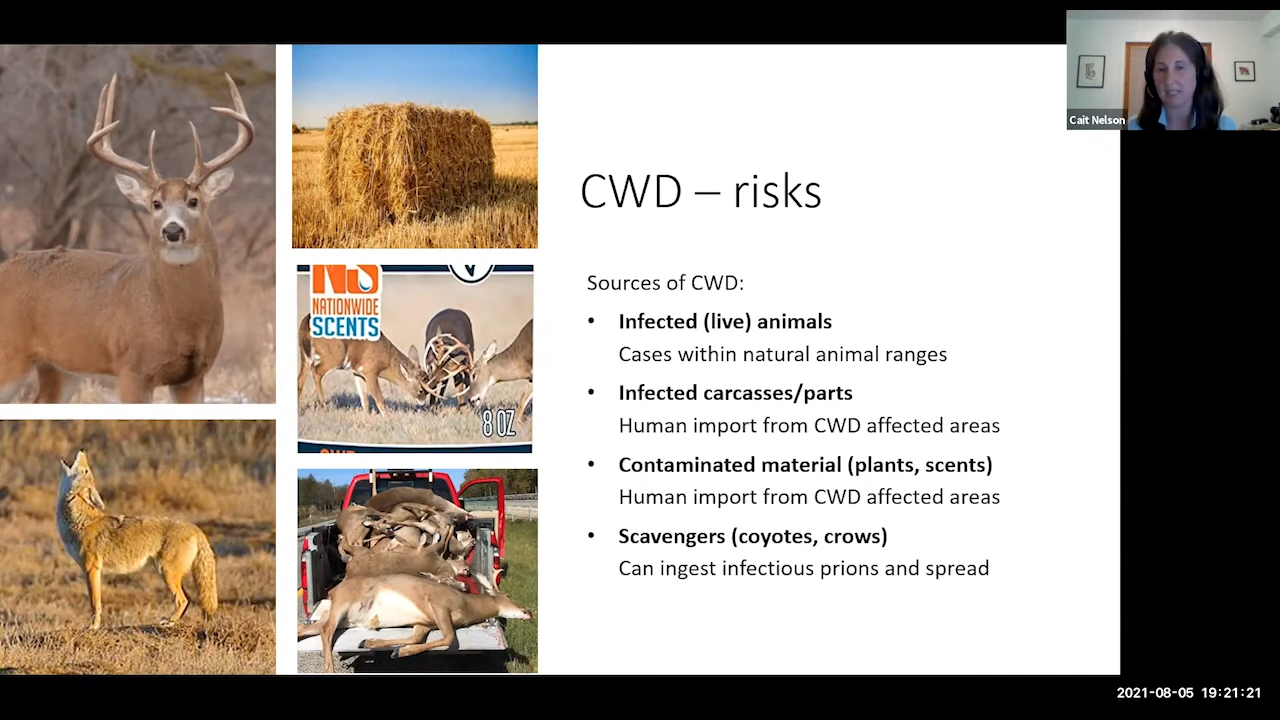 Cait Nelson
CWD – risks
Sources of CWD:
• Infected (live) animals
Cases within natural animal ranges
• Infected carcasses/parts
Human import from CWD affected areas
• Contaminated material (plants, scents)
Human import from CWD affected areas
• Scavengers (coyotes, crows)
Can ingest infectious prions and spread
NATIONWIDE
SCENTS
8 OZ
2021-08-05 19:21:21